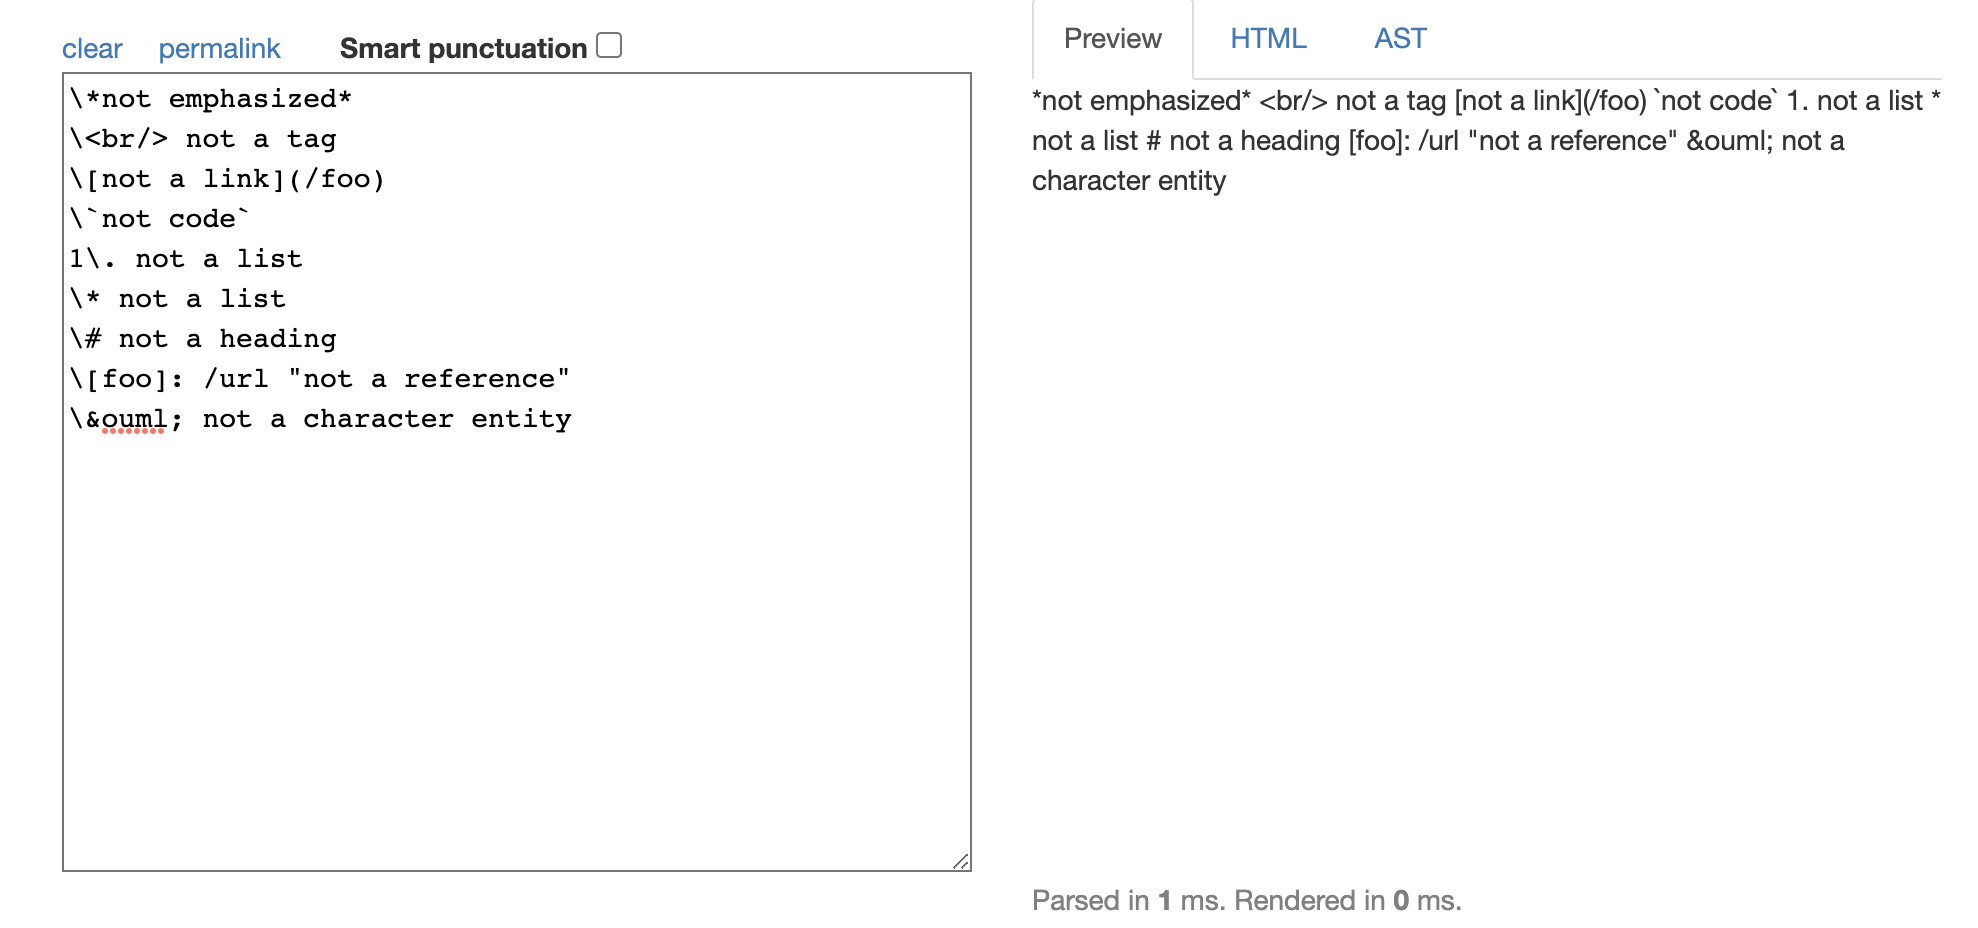 clear permalink Smart punctuation
\*not emphasized*
\<br/> not a tag
\[not a link](/foo)
\`not code`
1\. not a list
\* not a list
\# not a heading
\[foo]: /url "not a reference"
\&ouml; not a character entity
Preview HTML AST
*not emphasized* <br/> not a tag [not a link](/foo) `not code` 1. not a list *
not a list # not a heading [foo]: /url "not a reference" &ouml; not a
character entity
Parsed in 1 ms. Rendered in 0 ms.